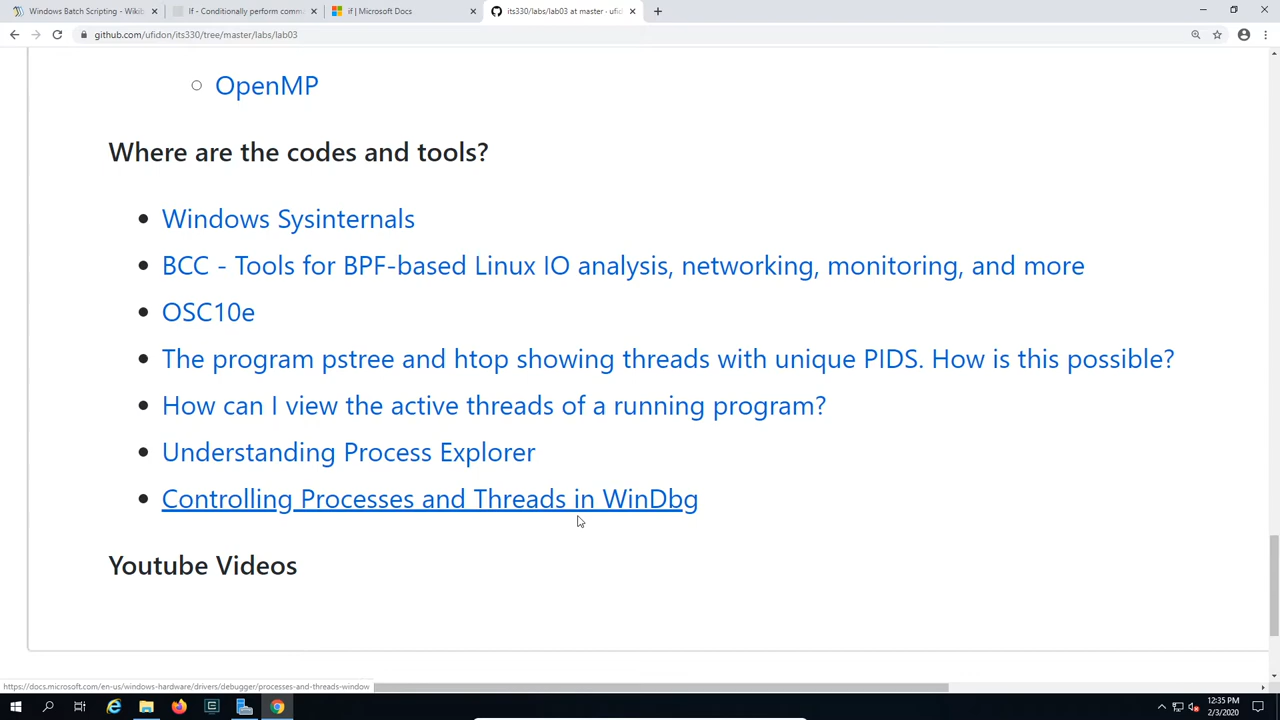 Windows Batch Scripting - Wikib
If - Conditionally perform comma
if | Microsoft Docs
its330/labs/lab03 at master · ufid
github.com/ufidon/its330/tree/master/labs/lab03
OpenMP
Where are the codes and tools?
Windows Sysinternals
BCC - Tools for BPF-based Linux IO analysis, networking, monitoring, and more
OSC10e
The program pstree and htop showing threads with unique PIDS. How is this possible?
How can I view the active threads of a running program?
Understanding Process Explorer
Controlling Processes and Threads in WinDbg
Youtube Videos
https://docs.microsoft.com/en-us/windows-hardware/drivers/debugger/processes-and-threads-window
12:35 PM
2/3/2020